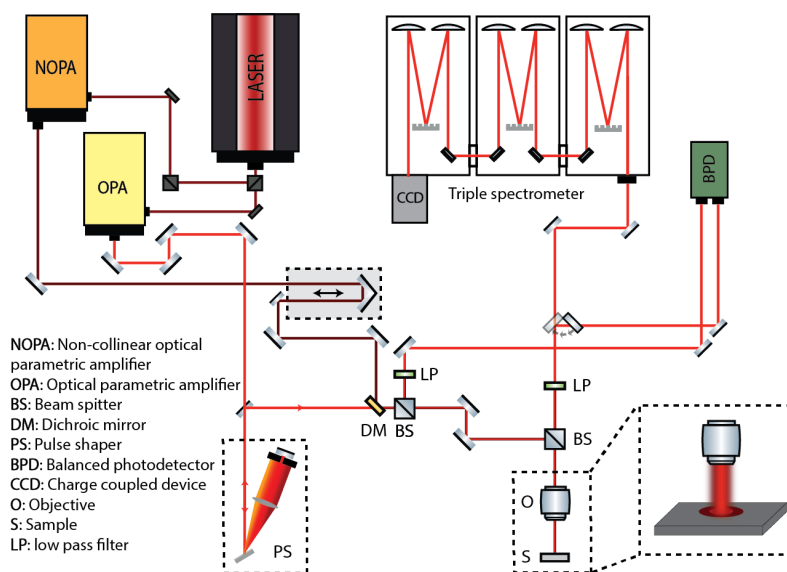 NOPA
LASER
OPA
CCD
Triple spectrometer
BPD
NOPA: Non-collinear optical
parametric amplifier
OPA: Optical parametric amplifier
BS: Beam spitter
DM: Dichroic mirror
PS: Pulse shaper
BPD: Balanced photodetector
CCD: Charge coupled device
O: Objective
S: Sample
LP: low pass filter
LP
LP
DM
BS
BS
O
S
PS